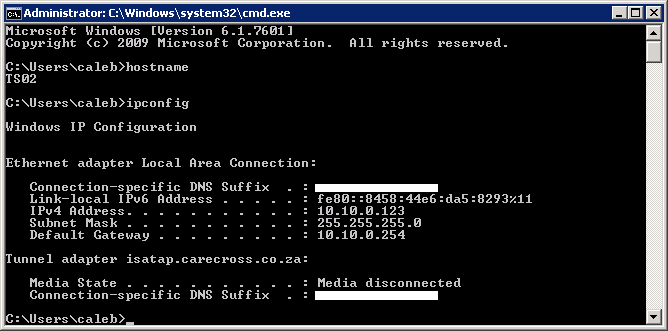 Administrator: C:\Windows\system32\cmd.exe
Microsoft Windows [Version 6.1.7601]
Copyright (c) 2009 Microsoft Corporation.  All rights reserved.
C:\Users\caleb>hostname
TS02
C:\Users\caleb>ipconfig
Windows IP Configuration
Ethernet adapter Local Area Connection:
   Connection-specific DNS Suffix  . :
   Link-local IPv6 Address . . . . . : fe80::8458:44e6:da5:8293%11
   IPv4 Address. . . . . . . . . . . : 10.10.0.123
   Subnet Mask . . . . . . . . . . . : 255.255.255.0
   Default Gateway . . . . . . . . . : 10.10.0.254
Tunnel adapter isatap.carecross.co.za:
   Media State . . . . . . . . . . . : Media disconnected
   Connection-specific DNS Suffix  . :
C:\Users\caleb>_